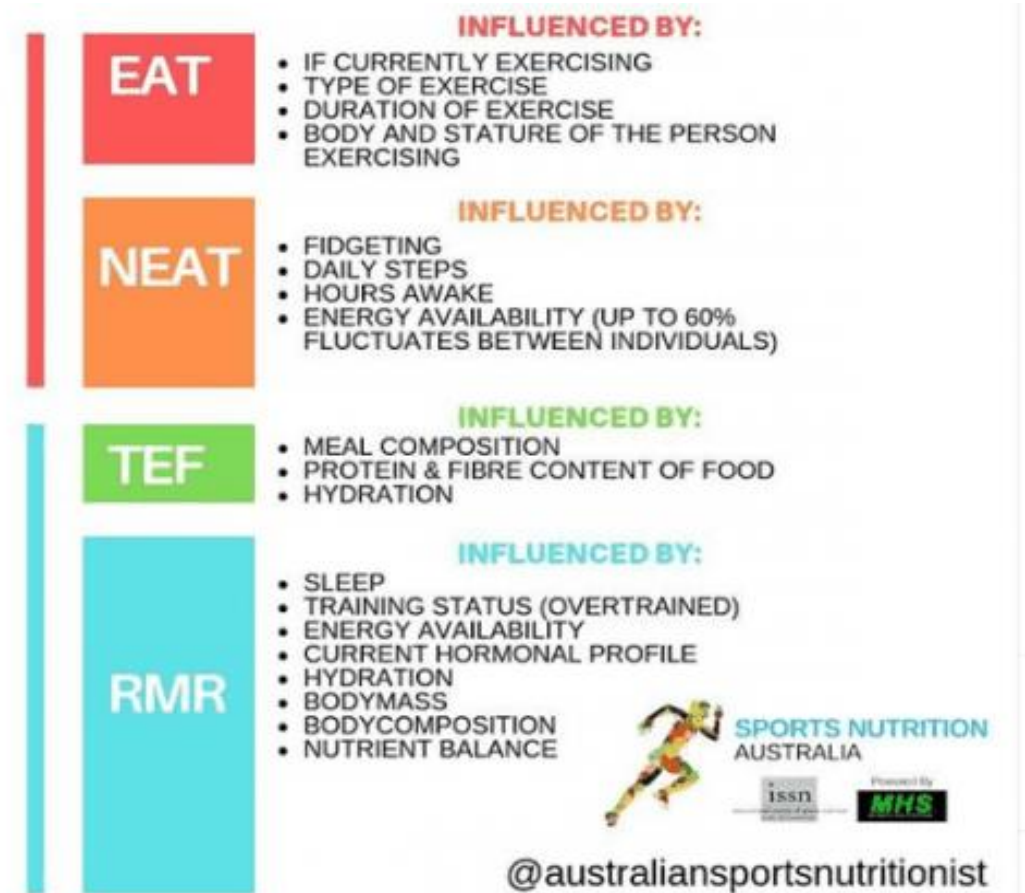 INFLUENCED BY:
EAT
• IF CURRENTLY EXERCISING
• TYPE OF EXERCISE
• DURATION OF EXERCISE
• BODY AND STATURE OF THE PERSON
EXERCISING
INFLUENCED BY:
NEAT
• FIDGETING
• DAILY STEPS
• HOURS AWAKE
• ENERGY AVAILABILITY (UP TO 60%
FLUCTUATES BETWEEN INDIVIDUALS)
INFLUENCED BY:
TEF
• MEAL COMPOSITION
• PROTEIN & FIBRE CONTENT OF FOOD
• HYDRATION
INFLUENCED BY:
RMR
• SLEEP
• TRAINING STATUS (OVERTRAINED)
• ENERGY AVAILABILITY
• CURRENT HORMONAL PROFILE
• HYDRATION
• BODYMASS
• BODYCOMPOSITION
• NUTRIENT BALANCE
SPORTS NUTRITION
AUSTRALIA
issn
Powered By
MHS
@australiansportsnutritionist